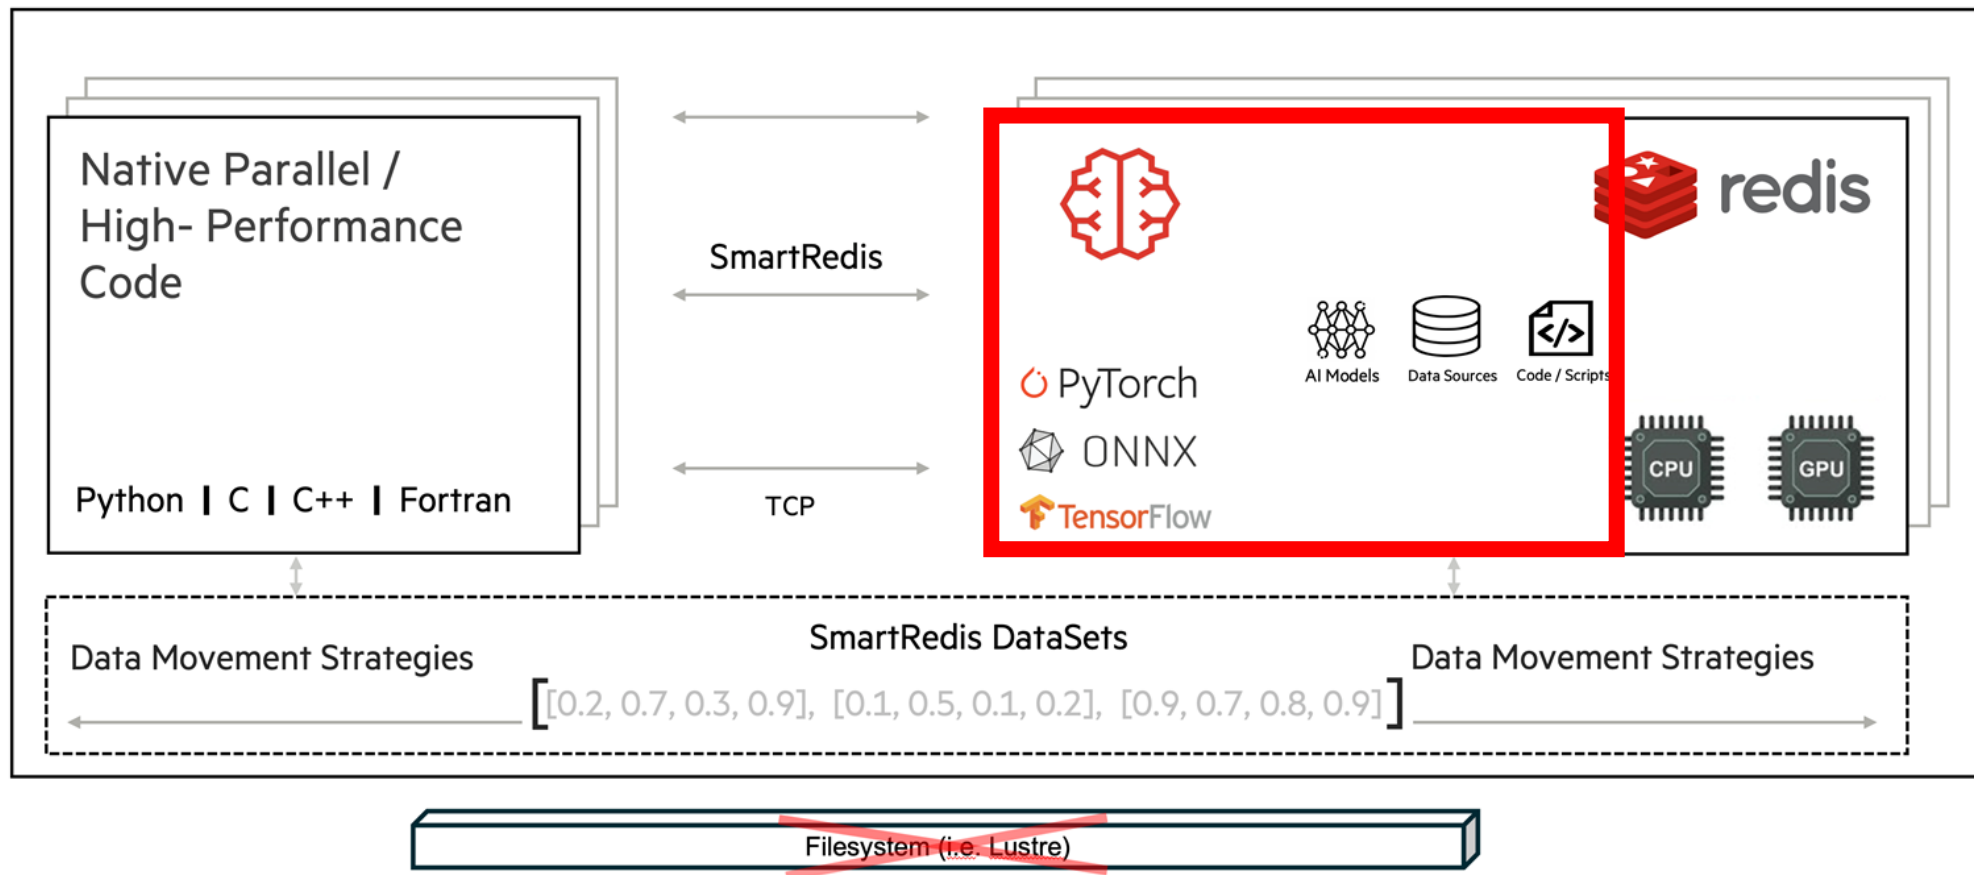 Native Parallel /
High- Performance
Code
Python | C | C++ | Fortran
SmartRedis
TCP
redis
AI Models
Data Sources
Code / Scripts
PyTorch
ONNX
TensorFlow
CPU
GPU
SmartRedis DataSets
Data Movement Strategies
Data Movement Strategies
[[0.2, 0.7, 0.3, 0.9], [0.1, 0.5, 0.1, 0.2], [0.9, 0.7, 0.8, 0.9]]
Filesystem (i.e. Lustre)